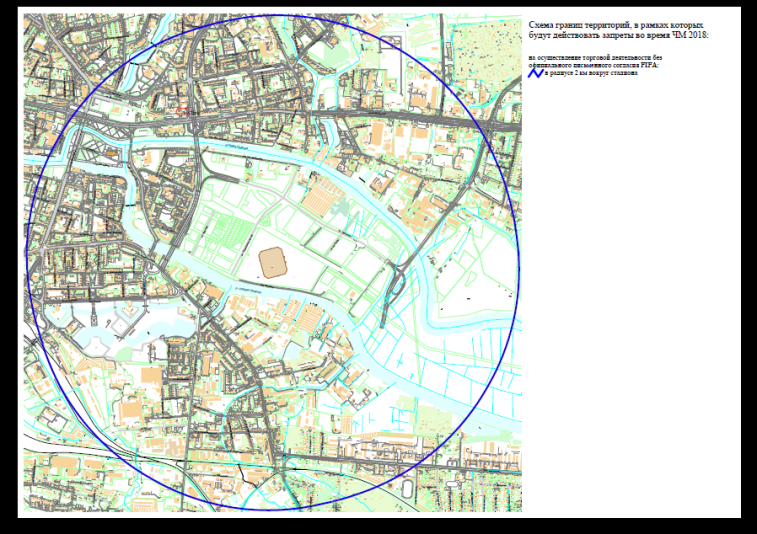 Схема границ территорий, в рамках которых
будут действовать запреты во время ЧМ 2018:
на осуществление торговой деятельности без
официального письменного согласия FIFA:
в радиусе 2 км вокруг стадиона